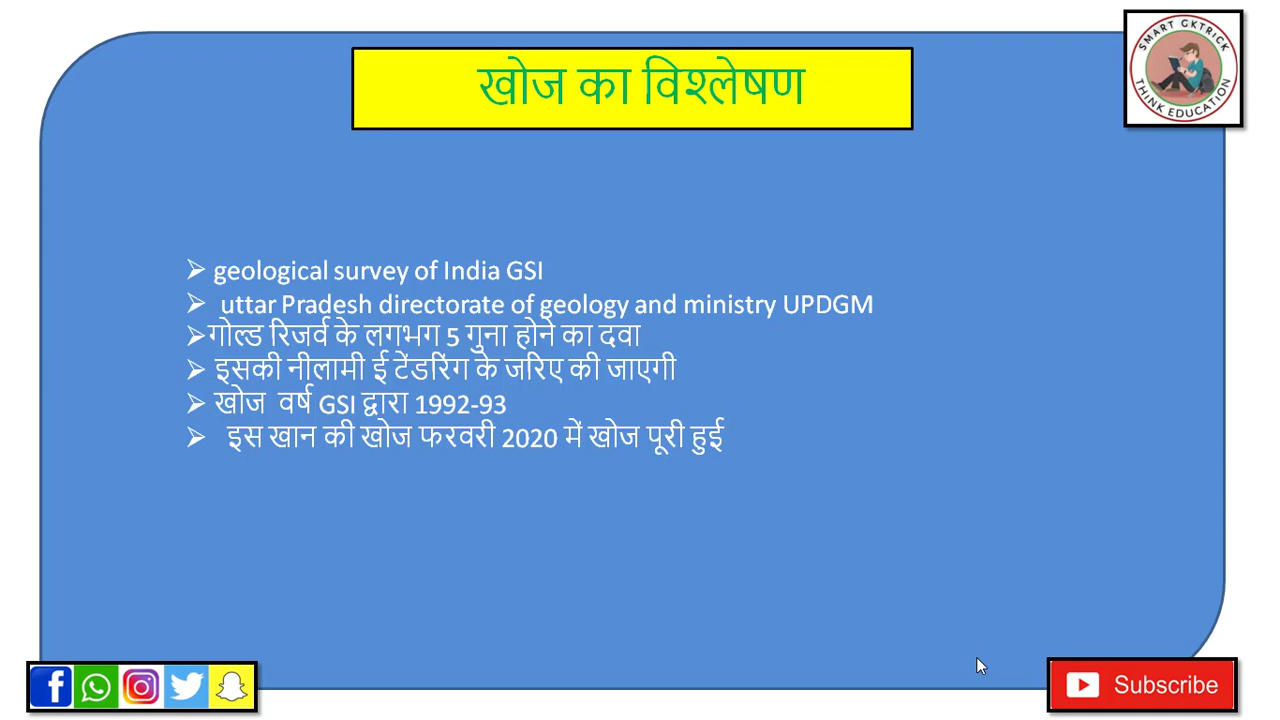 खोज का विश्लेषण
SMART GKTRICK
THINK EDUCATION
➢ geological survey of India GSI
➢ uttar Pradesh directorate of geology and ministry UPDGM
➢गोल्ड रिजर्व के लगभग 5 गुना होने का दवा
➢ इसकी नीलामी ई टेंडरिंग के जरिए की जाएगी
➢ खोज वर्ष GSI द्वारा 1992-93
➢ इस खान की खोज फरवरी 2020 में खोज पूरी हुई
Subscribe